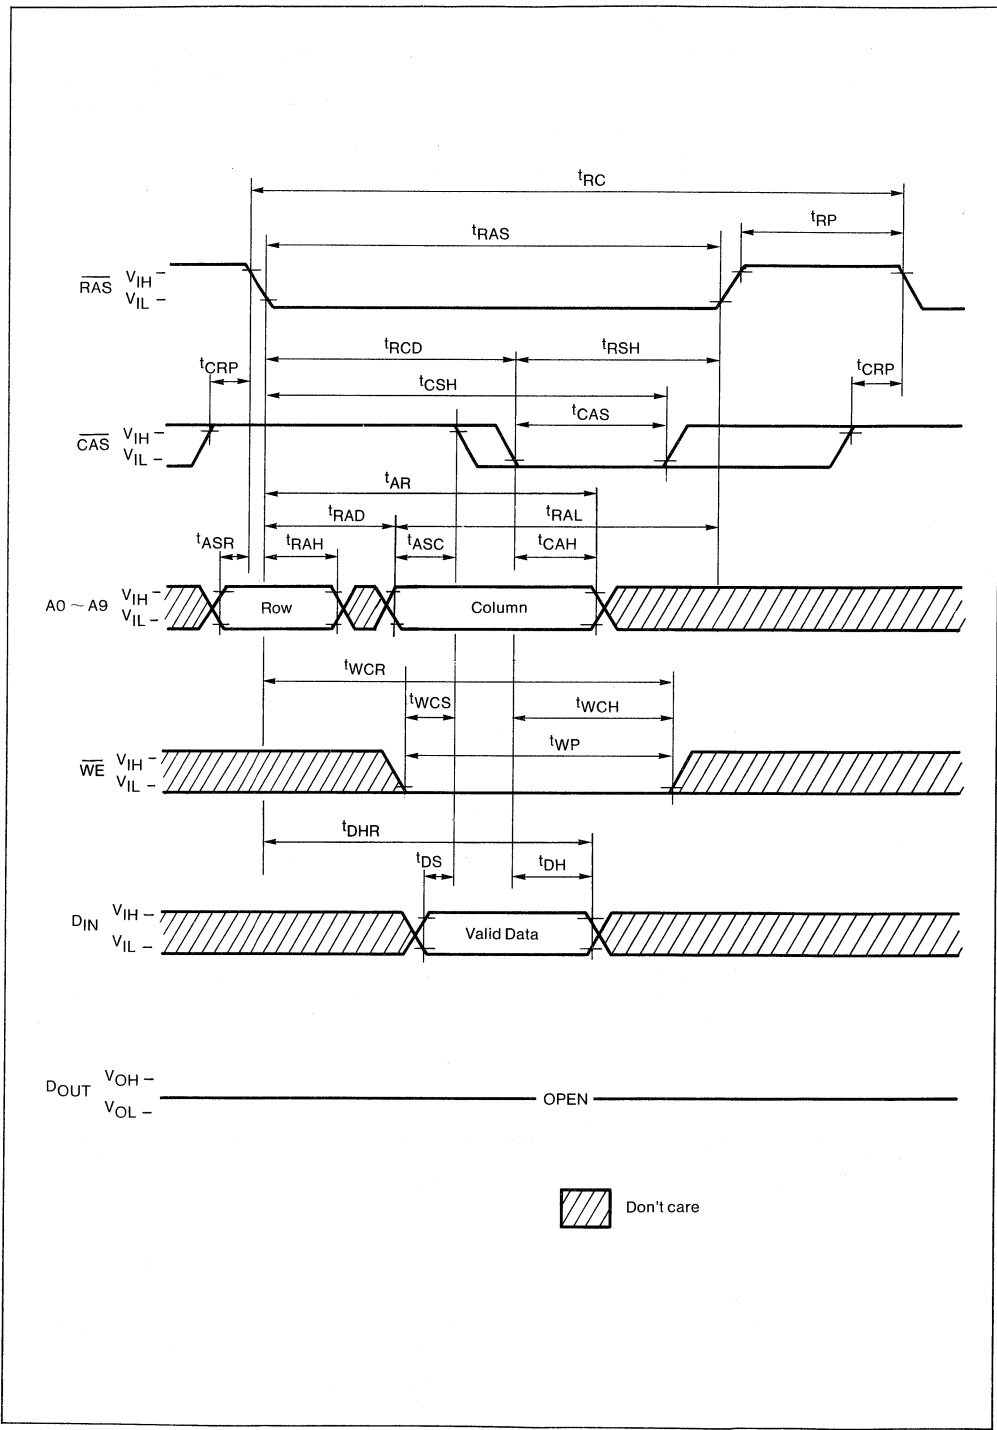 tRC
tRP
tRAS
RAS VIH
VIL
tRCD tRSH
tCRP tCRP
tCSH
tCAS
CAS VIH
VIL
tAR
tRAD tRAL
tASR tRAH tASC tCAH
A0 ~ A9 VIH
VIL
Row Column
tWCR
tWCS tWCH
tWP
WE VIH
VIL
tDHR
tDS tDH
DIN VIH
VIL
Valid Data
DOUT VOH
VOL
OPEN
Don't care